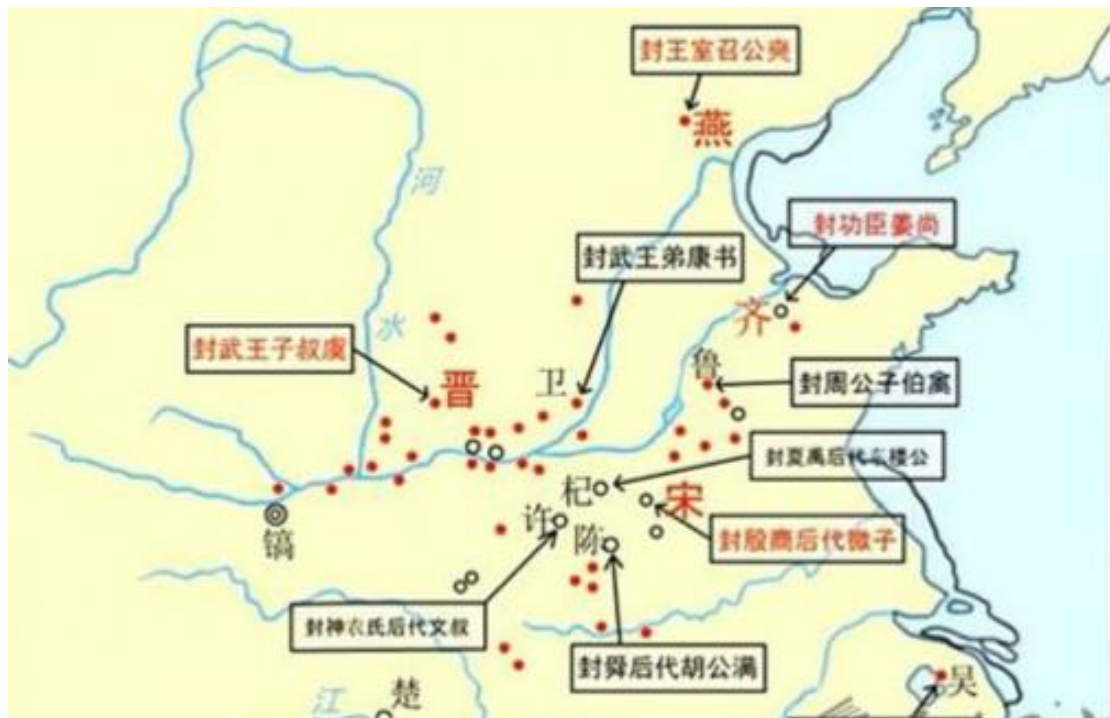 封王室召公奭
燕
河
封功臣姜尚
封武王弟康书
齐
水
封武王子叔虞
鲁
晋
卫
封周公子伯禽
封夏禹后代东楼公
杞
宋
许
镐
陈
封殷商后代微子
封神农氏后代文叔
封舜后代胡公满
吴
江
楚